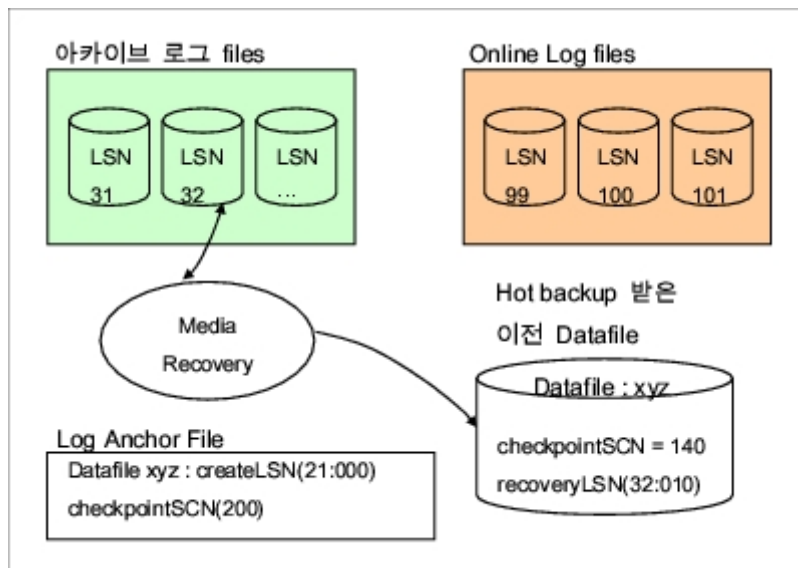 아카이브 로그 files
Online Log files
LSN
31
LSN
32
LSN
...
LSN
99
LSN
100
LSN
101
Media
Recovery
Hot backup 받은
이전 Datafile
Datafile : xyz
checkpointSCN = 140
recoveryLSN(32:010)
Log Anchor File
Datafile xyz : createLSN(21:000)
checkpointSCN(200)